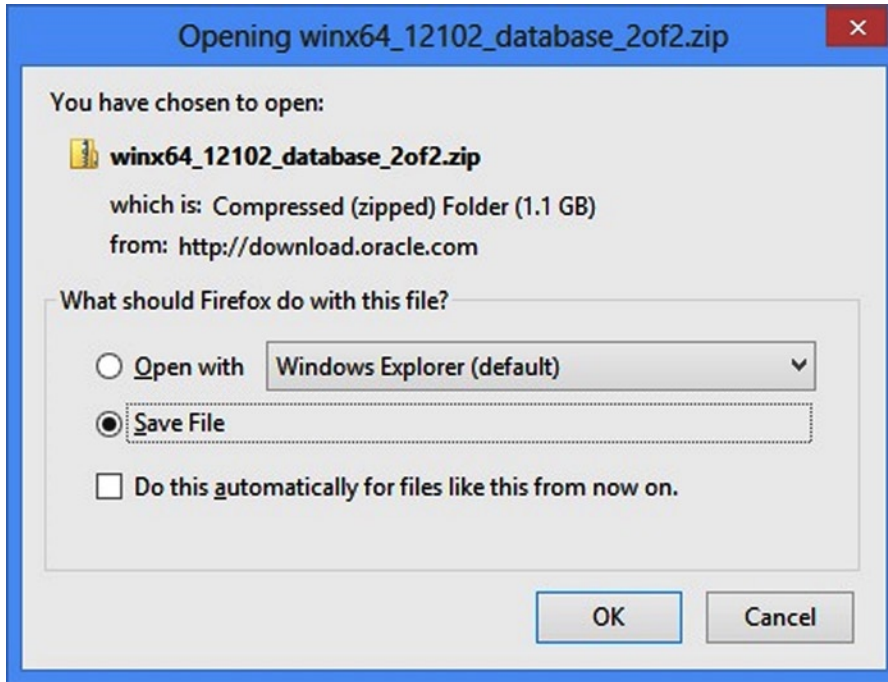 Opening winx64_12102_database_2of2.zip
You have chosen to open:
winx64_12102_database_2of2.zip
which is: Compressed (zipped) Folder (1.1 GB)
from: http://download.oracle.com
What should Firefox do with this file?
Open with Windows Explorer (default)
Save File
Do this automatically for files like this from now on.
OK Cancel